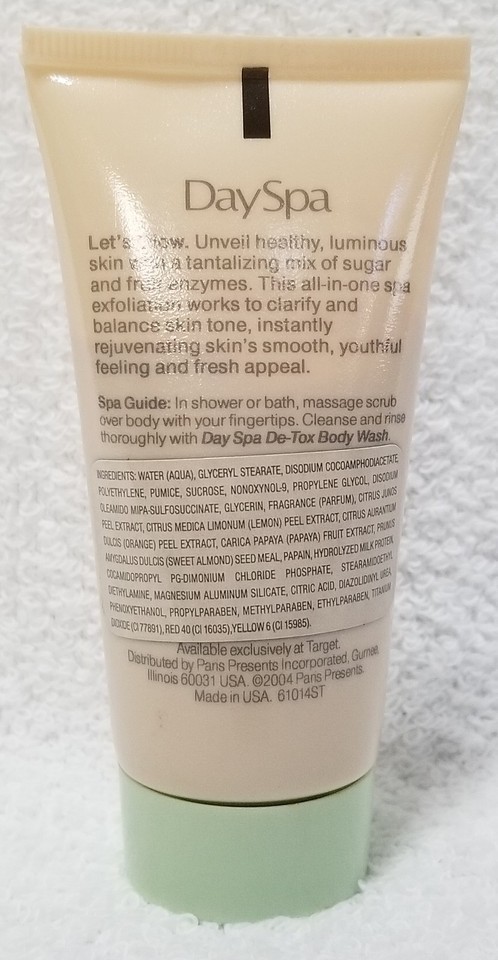 DaySpa
Let's Glow. Unveil healthy, luminous
skin with a tantalizing mix of sugar
and fruit enzymes. This all-in-one spa
exfoliation works to clarify and
balance skin tone, instantly
rejuvenating skin's smooth, youthful
feeling and fresh appeal.
Spa Guide: In shower or bath, massage scrub
over body with your fingertips. Cleanse and rinse
thoroughly with Day Spa De-Tox Body Wash.
INGREDIENTS: WATER (AQUA), GLYCERYL STEARATE, DISODIUM COCOAMPHODIACETATE,
POLYETHYLENE, PUMICE, SUCROSE, NONOXYNOL-9, PROPYLENE GLYCOL, DISODIUM
OLEAMIDO MIPA-SULFOSUCCINATE, GLYCERIN, FRAGRANCE (PARFUM), CITRUS JUNOS
PEEL EXTRACT, CITRUS MEDICA LIMONUM (LEMON) PEEL EXTRACT, CITRUS AURANTIUM
DULCIS (ORANGE) PEEL EXTRACT, CARICA PAPAYA (PAPAYA) FRUIT EXTRACT, PRUNUS
AMYGDALUS DULCIS (SWEET ALMOND) SEED MEAL, PAPAIN, HYDROLYZED MILK PROTEIN,
COCAMIDOPROPYL PG-DIMONIUM CHLORIDE PHOSPHATE, STEARAMIDOETHYL
DIETHYLAMINE, MAGNESIUM ALUMINUM SILICATE, CITRIC ACID, DIAZOLIDINYL UREA,
PHENOXYETHANOL, PROPYLPARABEN, METHYLPARABEN, ETHYLPARABEN, TITANIUM
DIOXIDE (CI 77891), RED 40 (CI 16035), YELLOW 6 (CI 15985).
Available exclusively at Target.
Distributed by Paris Presents Incorporated, Gurnee,
Illinois 60031 USA. ©2004 Paris Presents.
Made in USA. 61014ST